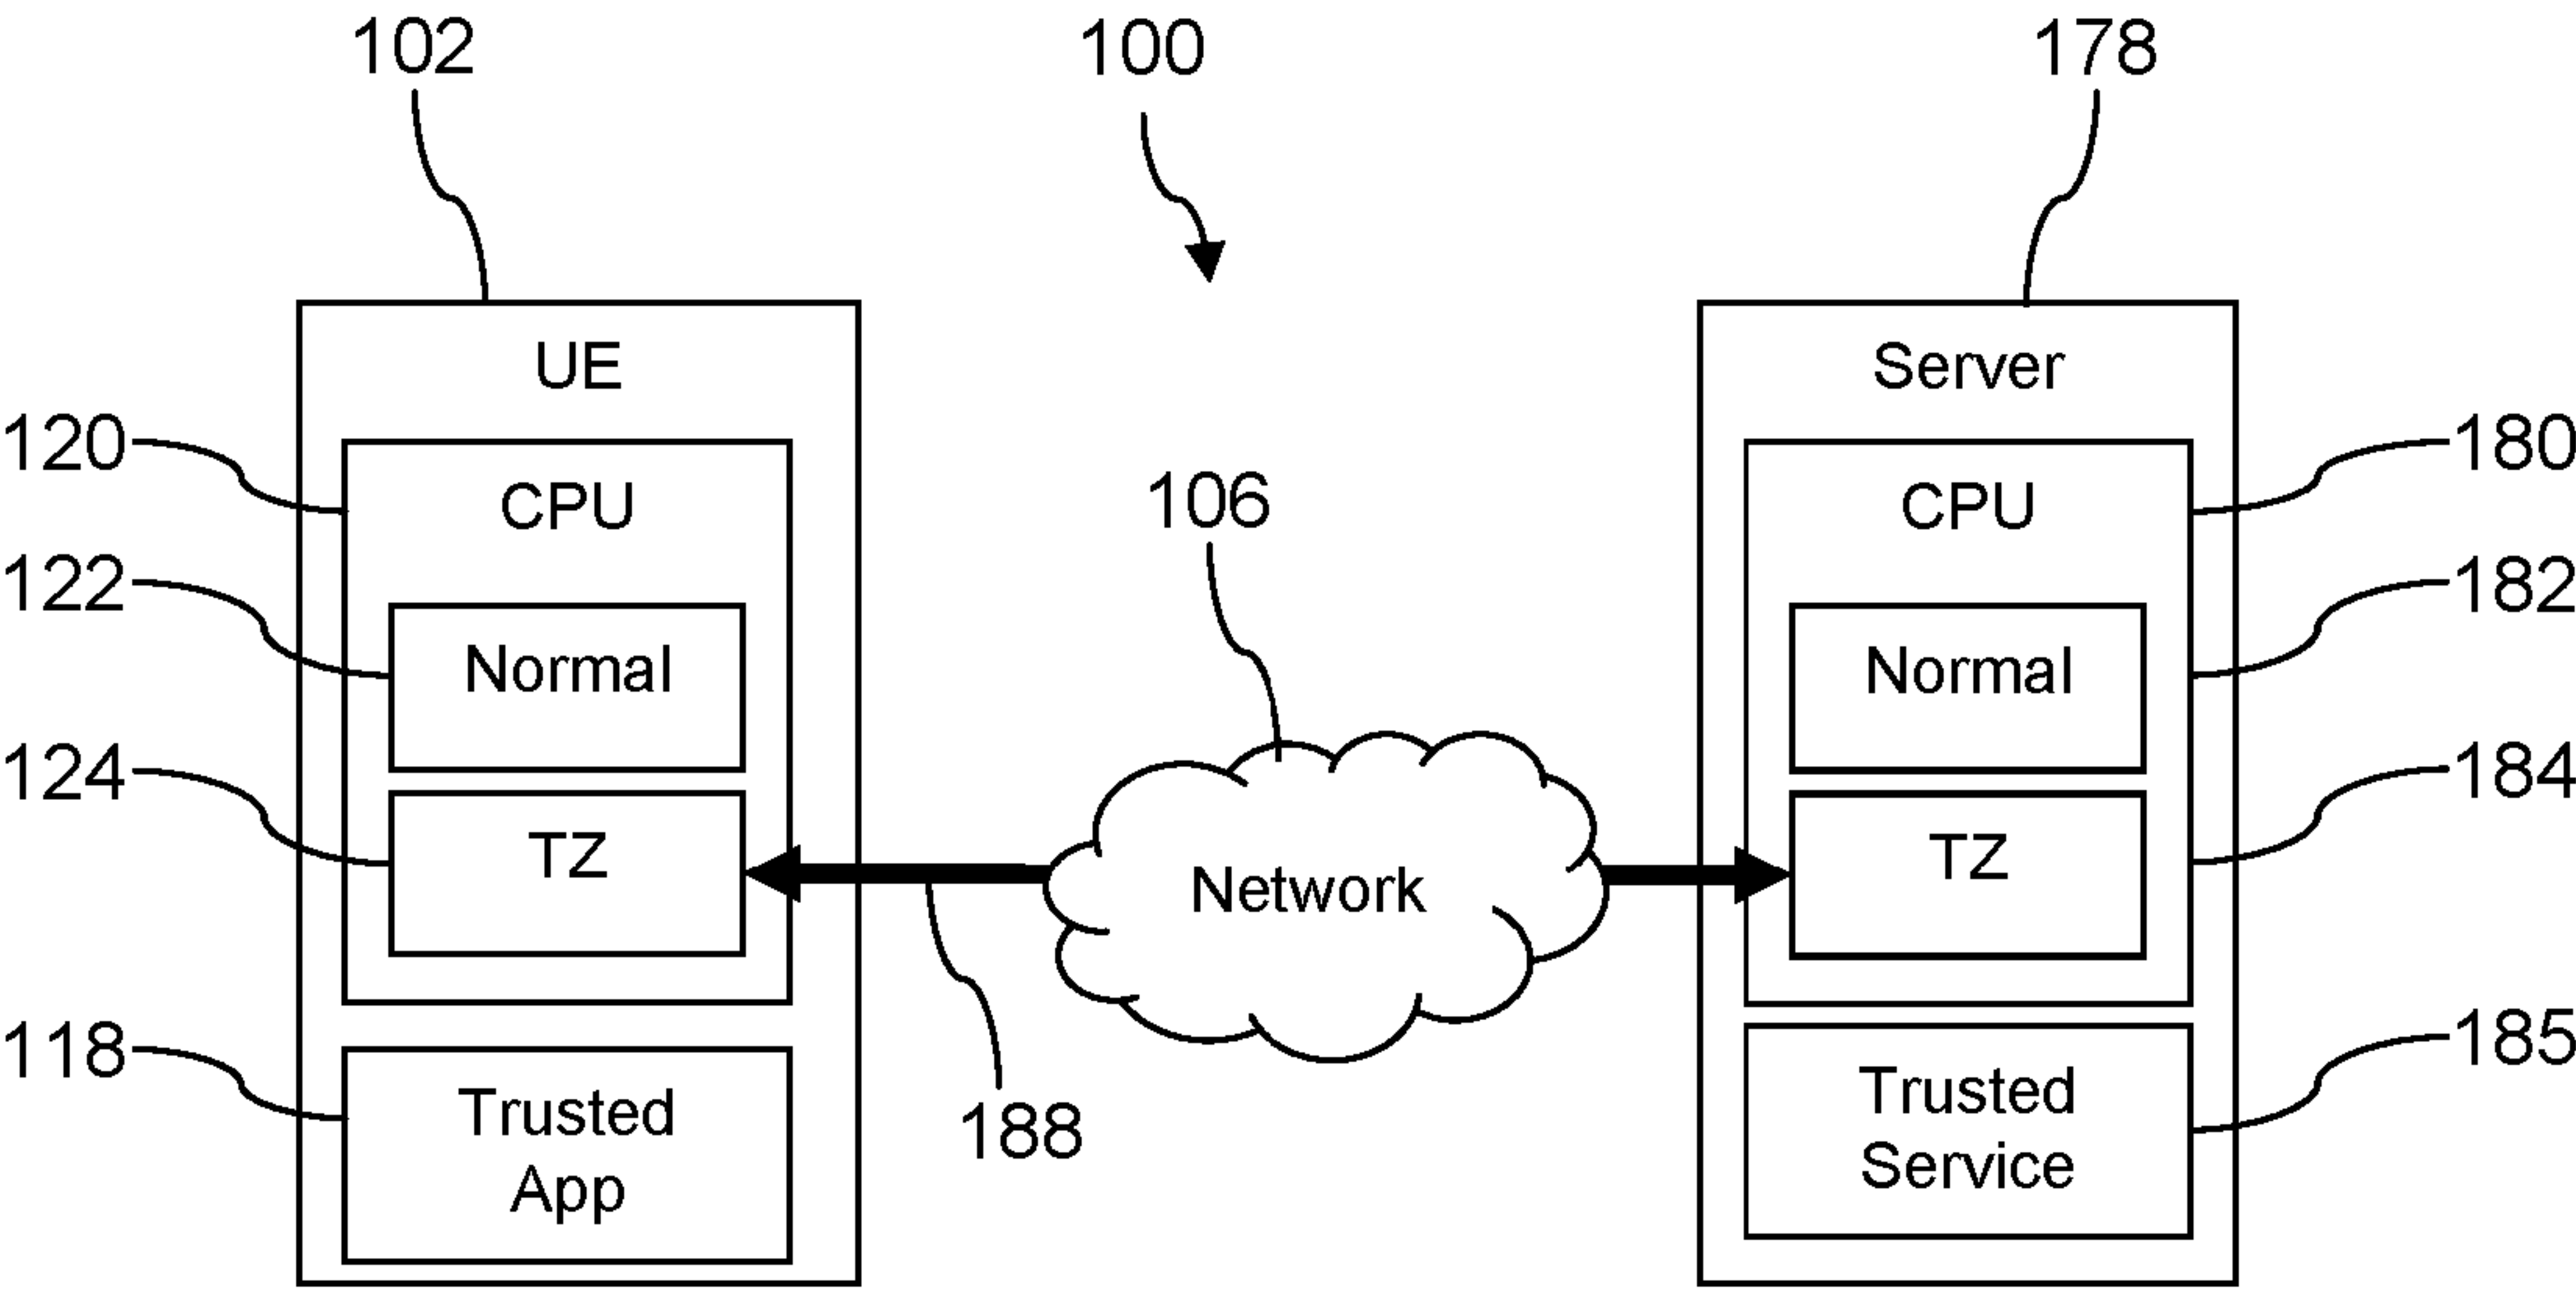 102
100
178
UE
Server
120
CPU
CPU
180
106
122
Normal
Normal
182
124
TZ
Network
TZ
184
118
Trusted
App
188
Trusted
Service
185